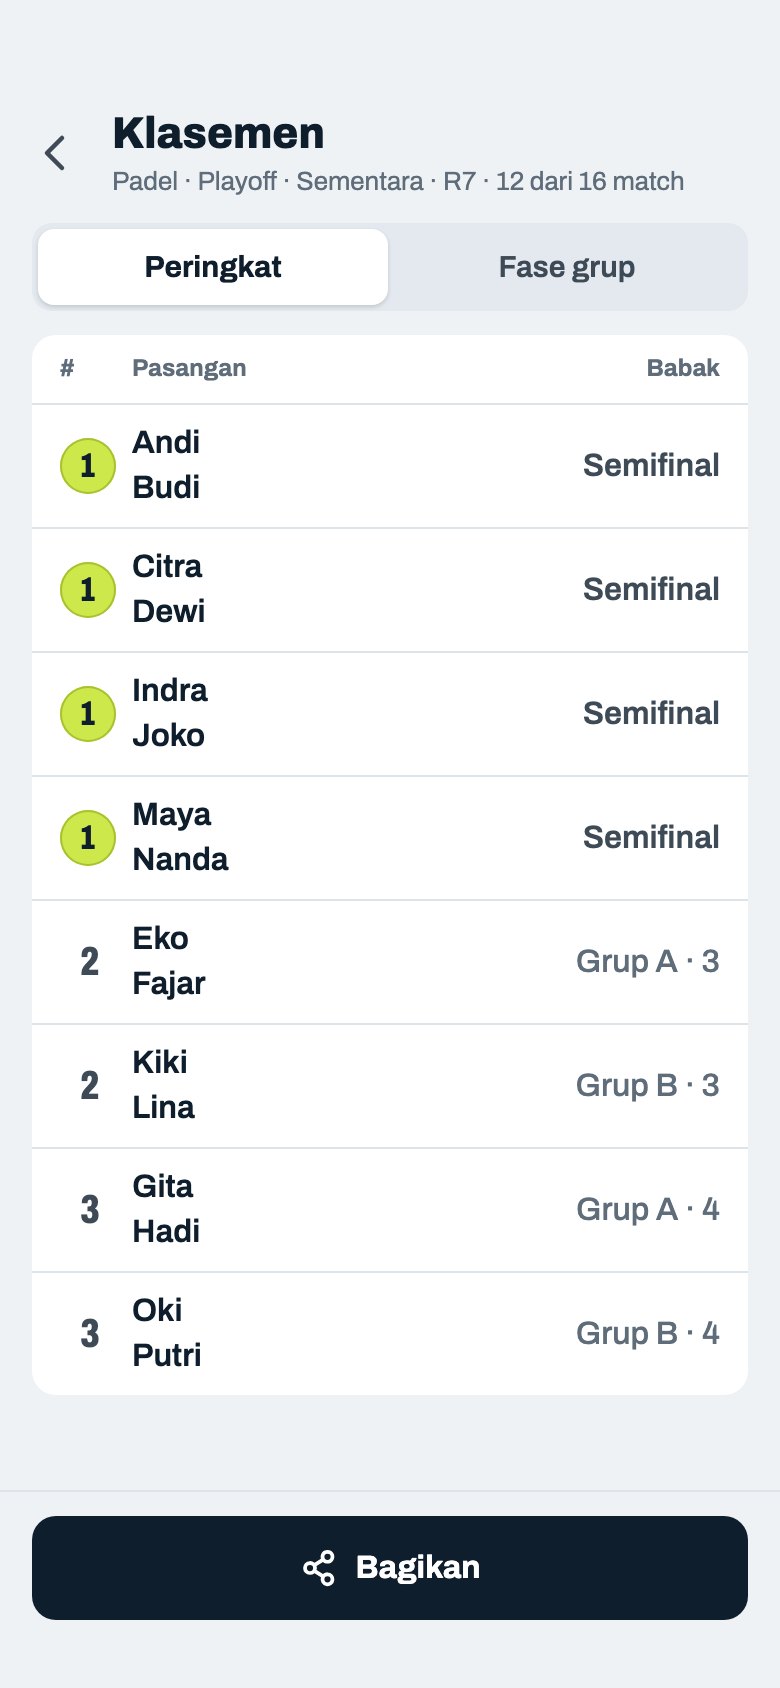 Klasemen
Padel · Playoff · Sementara · R7 · 12 dari 16 match
Peringkat Fase grup
# Pasangan Babak
1 Andi Budi Semifinal
1 Citra Dewi Semifinal
1 Indra Joko Semifinal
1 Maya Nanda Semifinal
2 Eko Fajar Grup A · 3
2 Kiki Lina Grup B · 3
3 Gita Hadi Grup A · 4
3 Oki Putri Grup B · 4
Bagikan